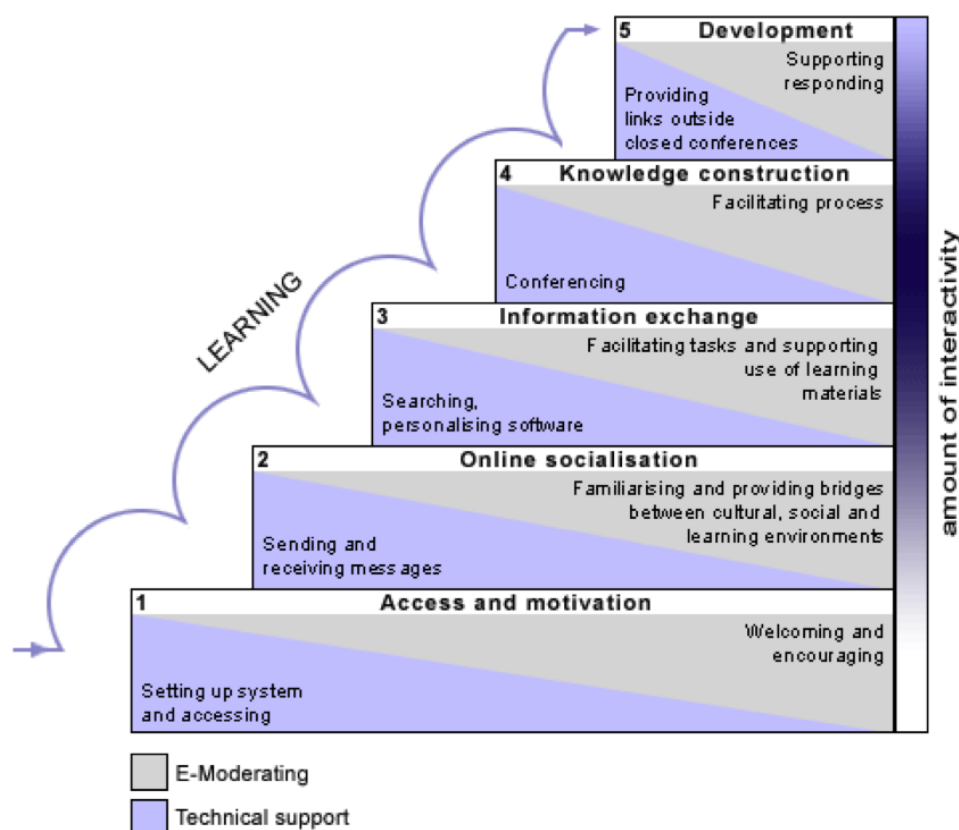 5 Development
Supporting
responding
Providing
links outside
closed conferences
4 Knowledge construction
Facilitating process
Conferencing
3 Information exchange
Facilitating tasks and supporting
use of learning
materials
Searching,
personalising software
2 Online socialisation
Familiarising and providing bridges
between cultural, social and
learning environments
Sending and
receiving messages
1 Access and motivation
Welcoming and
encouraging
Setting up system
and accessing
LEARNING
amount of interactivity
E-Moderating
Technical support